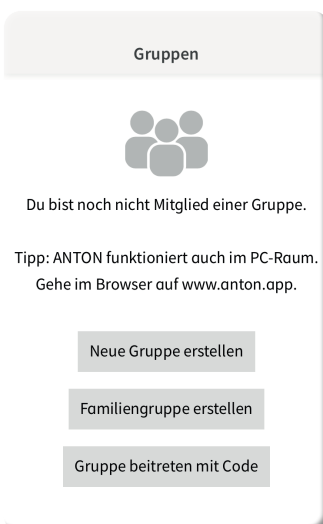 Gruppen
Du bist noch nicht Mitglied einer Gruppe.
Tipp: ANTON funktioniert auch im PC-Raum.
Gehe im Browser auf www.anton.app.
Neue Gruppe erstellen
Familiengruppe erstellen
Gruppe beitreten mit Code